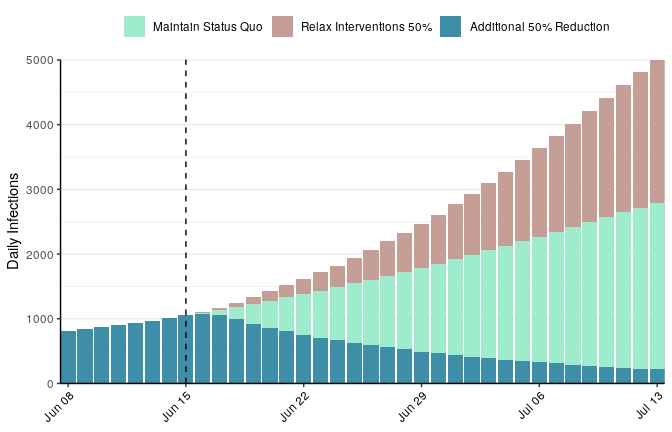 Maintain Status Quo Relax Interventions 50% Additional 50% Reduction
Daily Infections
5000
4000
3000
2000
1000
0
Jun 08 Jun 15 Jun 22 Jun 29 Jul 06 Jul 13